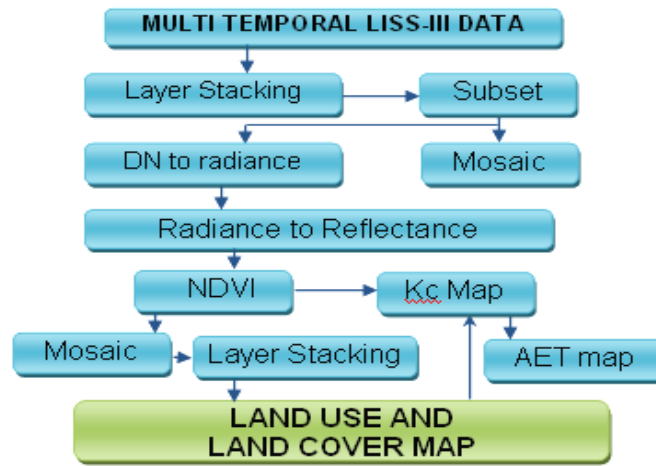 MULTI TEMPORAL LISS-III DATA
Layer Stacking
Subset
DN to radiance
Mosaic
Radiance to Reflectance
NDVI
Kc Map
Mosaic
Layer Stacking
AET map
LAND USE AND
LAND COVER MAP